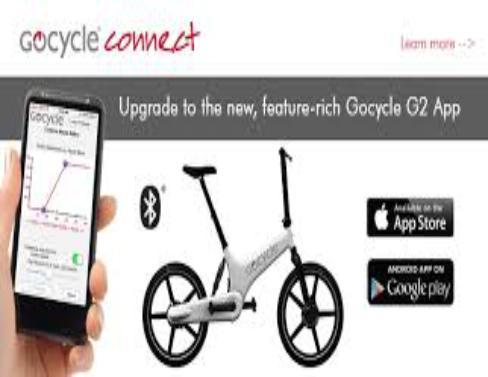 GOCYCLE connect
Learn more -->
Upgrade to the new, feature-rich Gocycle G2 App
GOCYCLE
GOCYCLE
Available on the
App Store
ANDROID APP ON
Google play